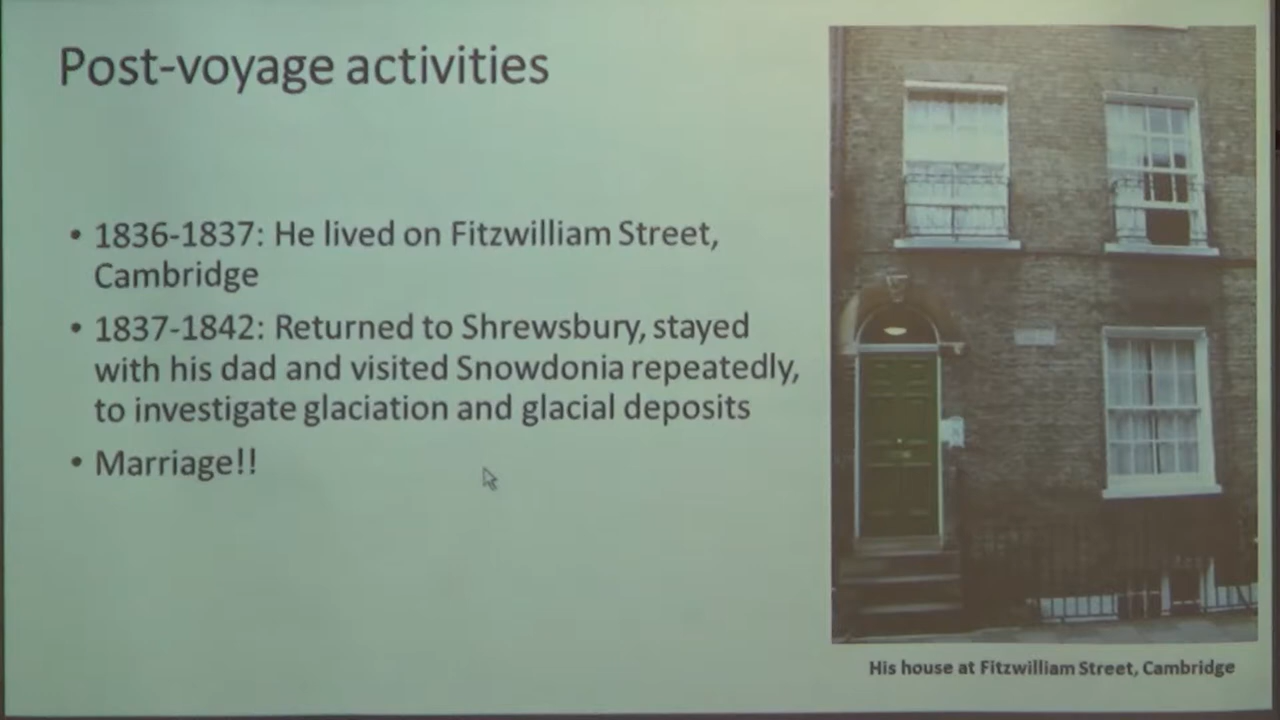 Post-voyage activities
• 1836-1837: He lived on Fitzwilliam Street,
Cambridge
• 1837-1842: Returned to Shrewsbury, stayed
with his dad and visited Snowdonia repeatedly,
to investigate glaciation and glacial deposits
• Marriage!!
His house at Fitzwilliam Street, Cambridge